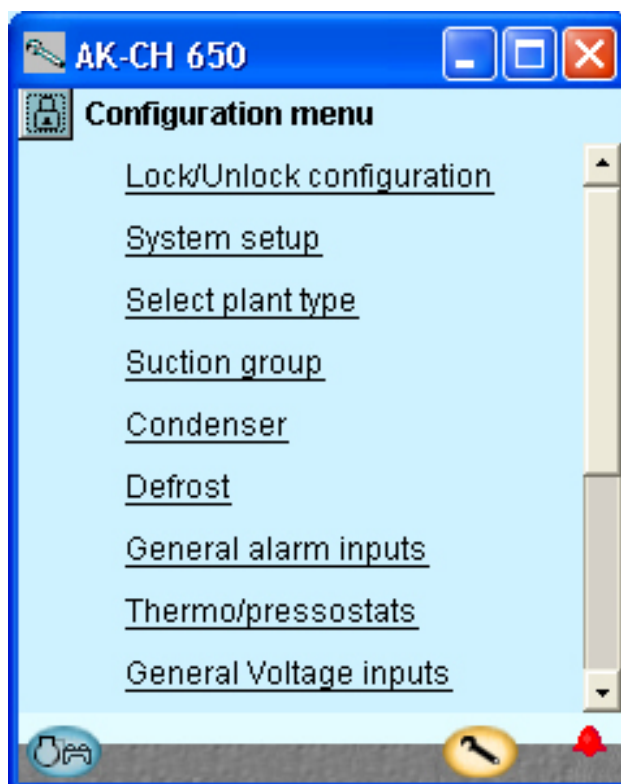 AK-CH 650
Configuration menu
Lock/Unlock configuration
System setup
Select plant type
Suction group
Condenser
Defrost
General alarm inputs
Thermo/pressostats
General Voltage inputs